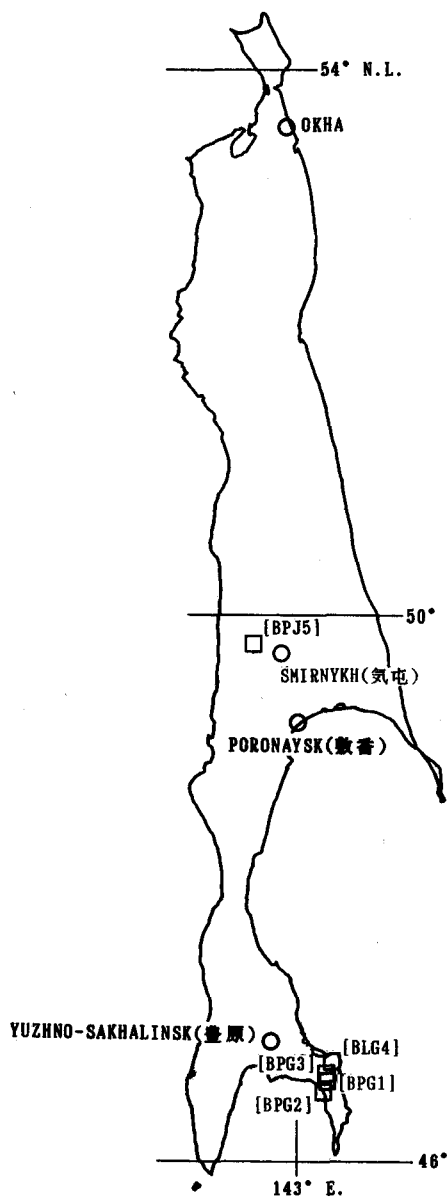 54° N.L.
OKHA
50°
[BPJ5]
SMIRNYKH(気屯)
PORONAYSK(敷香)
YUZHNO-SAKHALINSK(豊原)
[BLG4]
[BPG3]
[BPG1]
[BPG2]
46°
143° E.